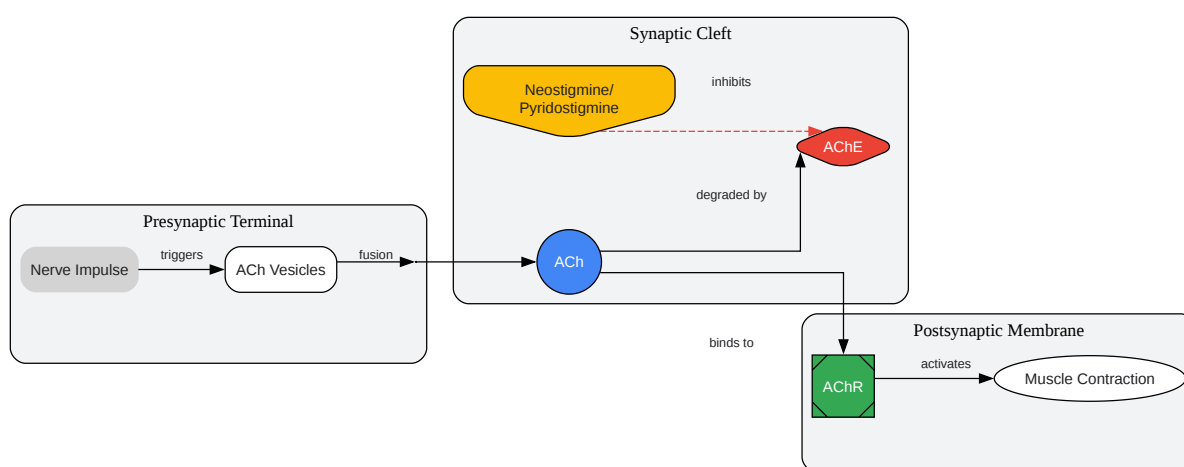 Synaptic Cleft
Neostigmine/
Pyridostigmine
inhibits
AChE
degraded by
Presynaptic Terminal
Nerve Impulse
triggers
ACh Vesicles
fusion
ACh
binds to
Postsynaptic Membrane
AChR
activates
Muscle Contraction